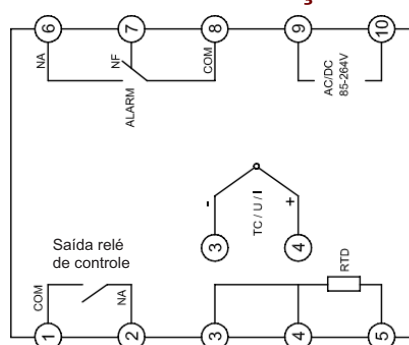 6 7 8 9 10
NA NF COM
ALARM
AC/DC
85-264V
- +
TC / U / I
3 4
Saída relé
de controle
COM NA
RTD
1 2 3 4 5